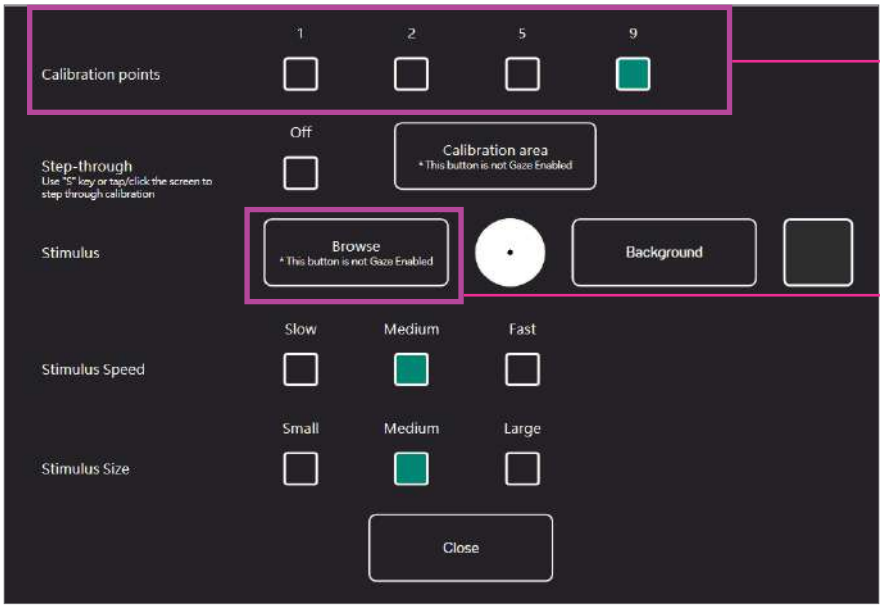 1 2 5 9
Calibration points
Off
Calibration area
* This button is not Gaze Enabled
Step-through
Use "S" key or tap/click the screen to
step through calibration
Stimulus
Browse
* This button is not Gaze Enabled
Background
Slow Medium Fast
Stimulus Speed
Small Medium Large
Stimulus Size
Close